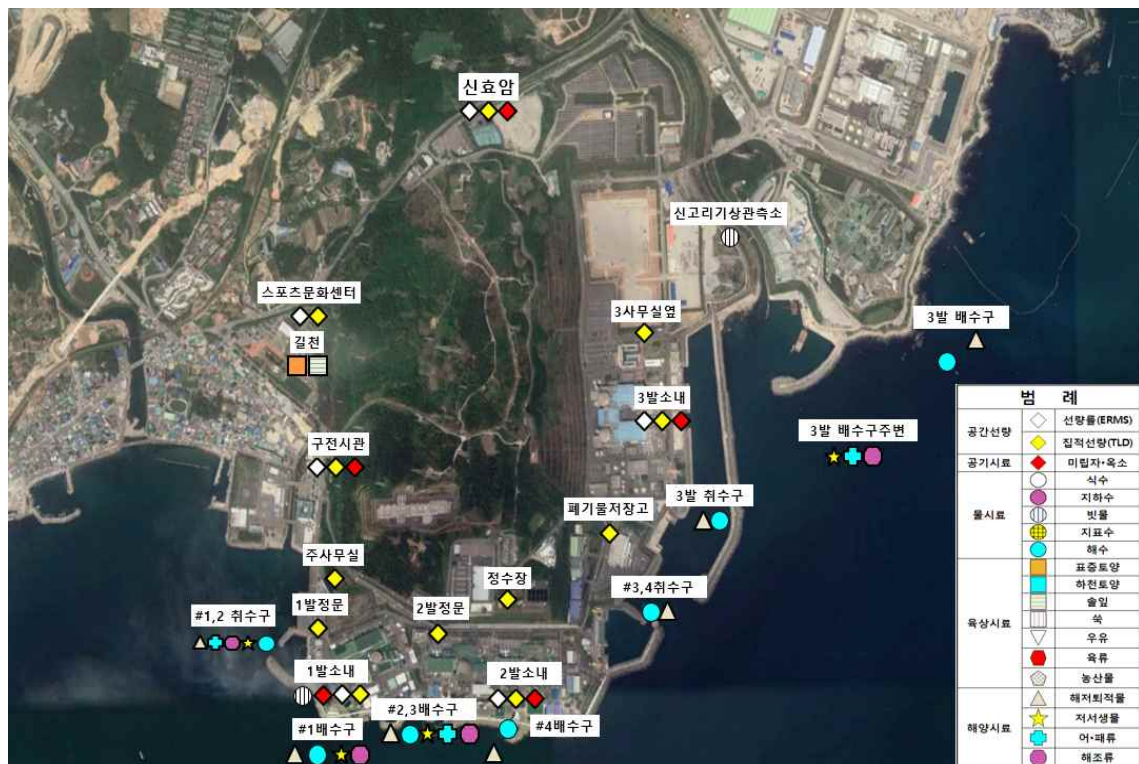 신효암
신고리기상관측소
스포츠문화센터
3사무실옆
3발 배수구
길천
3발소내
범 례
공간선량
선량률(ERMS)
집적선량(TLD)
공기시료
미립자·옥소
물시료
식수
지하수
빗물
지표수
해수
육상시료
표층토양
하천토양
솔잎
쑥
우유
육류
농산물
해양시료
해저퇴적물
저서생물
어·패류
해조류
구전시관
3발 배수구주변
3발 취수구
폐기물저장고
주사무실
정수장
#3,4취수구
1발정문
2발정문
#1,2 취수구
1발소내
2발소내
#2,3배수구
#1배수구
#4배수구